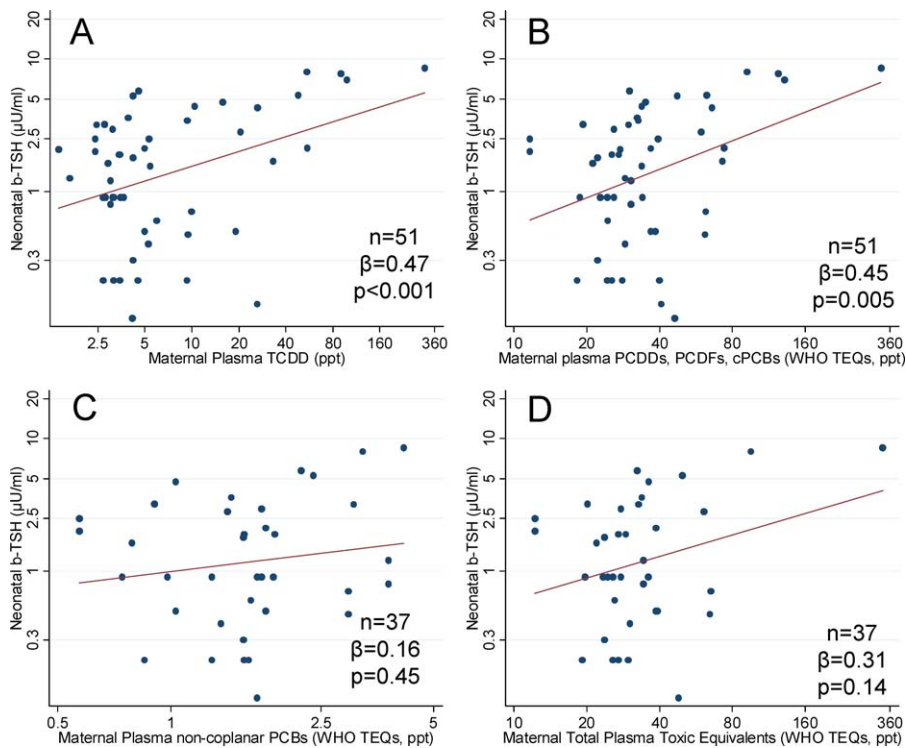 A
Neonatal b-TSH (µU/ml)
20
10
5
2.5
1
0.3
n=51
β=0.47
p<0.001
2.5 5 10 20 40 80 160 360
Maternal Plasma TCDD (ppt)
B
Neonatal b-TSH (µU/ml)
20
10
5
2.5
1
0.3
n=51
β=0.45
p=0.005
10 20 40 80 160 360
Maternal plasma PCDDs, PCDFs, cPCBs (WHO TEQs, ppt)
C
Neonatal b-TSH (µU/ml)
20
10
5
2.5
1
0.3
n=37
β=0.16
p=0.45
0.5 1 2.5 5
Maternal Plasma non-coplanar PCBs (WHO TEQs, ppt)
D
Neonatal b-TSH (µU/ml)
20
10
5
2.5
1
0.3
n=37
β=0.31
p=0.14
10 20 40 80 160 360
Maternal Total Plasma Toxic Equivalents (WHO TEQs, ppt)